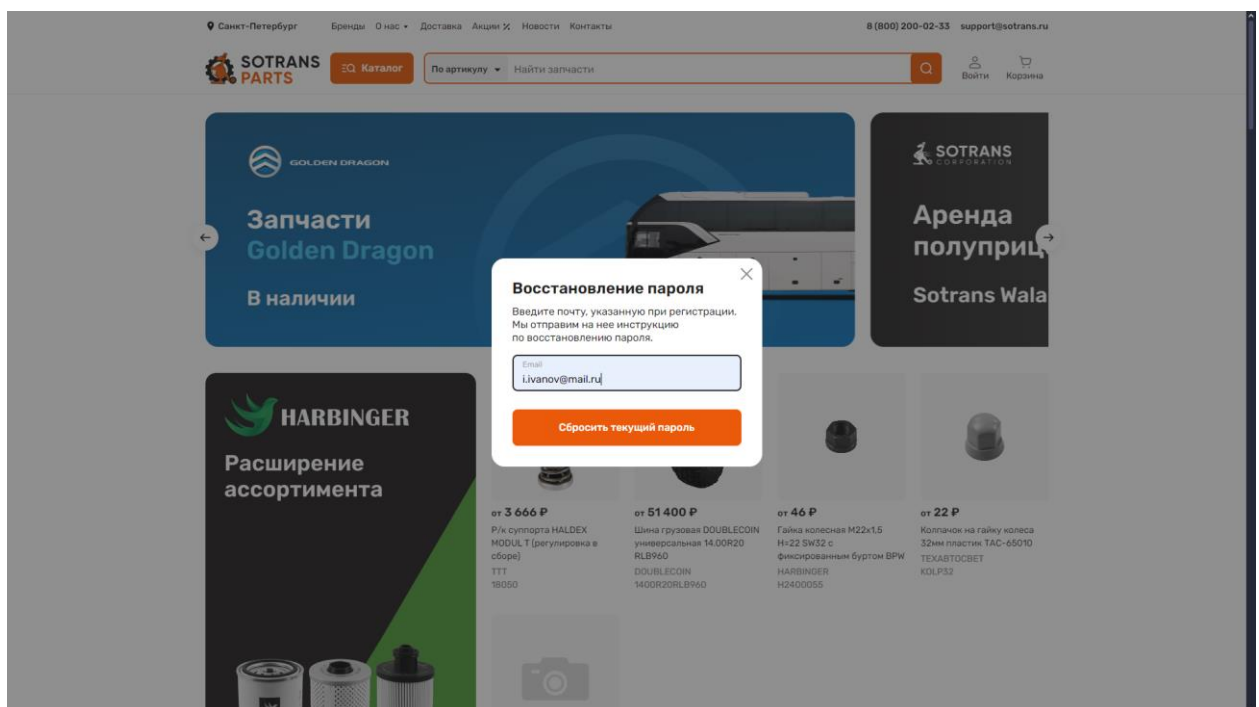 Санкт-Петербург Бренды О нас Доставка Акции % Новости Контакты 8 (800) 200-02-33 support@sotrans.ru
SOTRANS
PARTS
Каталог
По артикулу Найти запчасти
Войти Корзина
GOLDEN DRAGON
Запчасти
Golden Dragon
В наличии
SOTRANS
CORPORATION
Аренда
полуприц
Sotrans Wala
Восстановление пароля
Введите почту, указанную при регистрации.
Мы отправим на нее инструкцию
по восстановлению пароля.
Email
i.ivanov@mail.ru
Сбросить текущий пароль
HARBINGER
Расширение
ассортимента
от 3 666 ₽
Р/к суппорта HALDEX
MODUL T (регулировка в
сборе)
TTT
18050
от 51 400 ₽
Шина грузовая DOUBLECOIN
универсальная 14.00R20
RLB960
DOUBLECOIN
1400R20RLB960
от 46 ₽
Гайка колесная M22x1,5
H=22 SW32 с
фиксированным буртом BPW
HARBINGER
H2400055
от 22 ₽
Колпачок на гайку колеса
32мм пластик TAC-65010
ТЕХАВТОСВЕТ
KOLP32